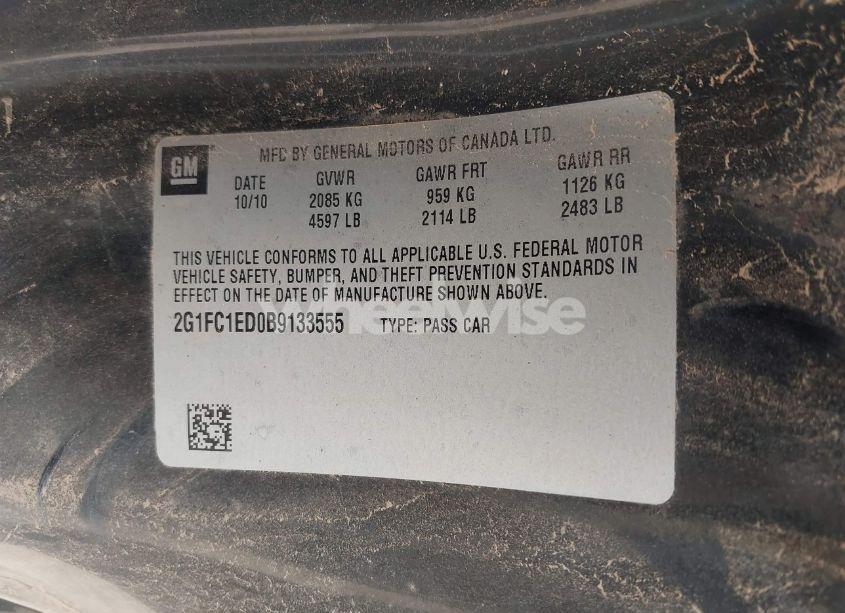 GM
MFD BY GENERAL MOTORS OF CANADA LTD.
DATE GVWR GAWR FRT GAWR RR
10/10 2085 KG 959 KG 1126 KG
4597 LB 2114 LB 2483 LB
THIS VEHICLE CONFORMS TO ALL APPLICABLE U.S. FEDERAL MOTOR
VEHICLE SAFETY, BUMPER, AND THEFT PREVENTION STANDARDS IN
EFFECT ON THE DATE OF MANUFACTURE SHOWN ABOVE.
2G1FC1ED0B9133555 TYPE: PASS CAR
WheelWise